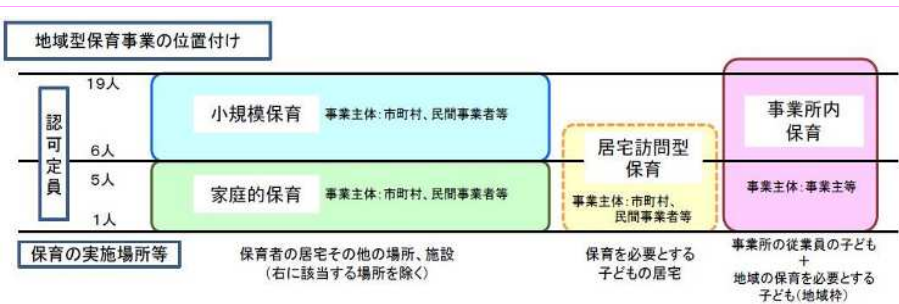 地域型保育事業の位置付け
認可定員
19人
6人
5人
1人
小規模保育
事業主体：市町村、民間事業者等
家庭的保育
事業主体：市町村、民間事業者等
居宅訪問型
保育
事業主体：市町村、
民間事業者等
事業所内
保育
事業主体：事業主等
保育の実施場所等
保育者の居宅その他の場所、施設
（右に該当する場所を除く）
保育を必要とする
子どもの居宅
事業所の従業員の子ども
＋
地域の保育を必要とする
子ども（地域枠）